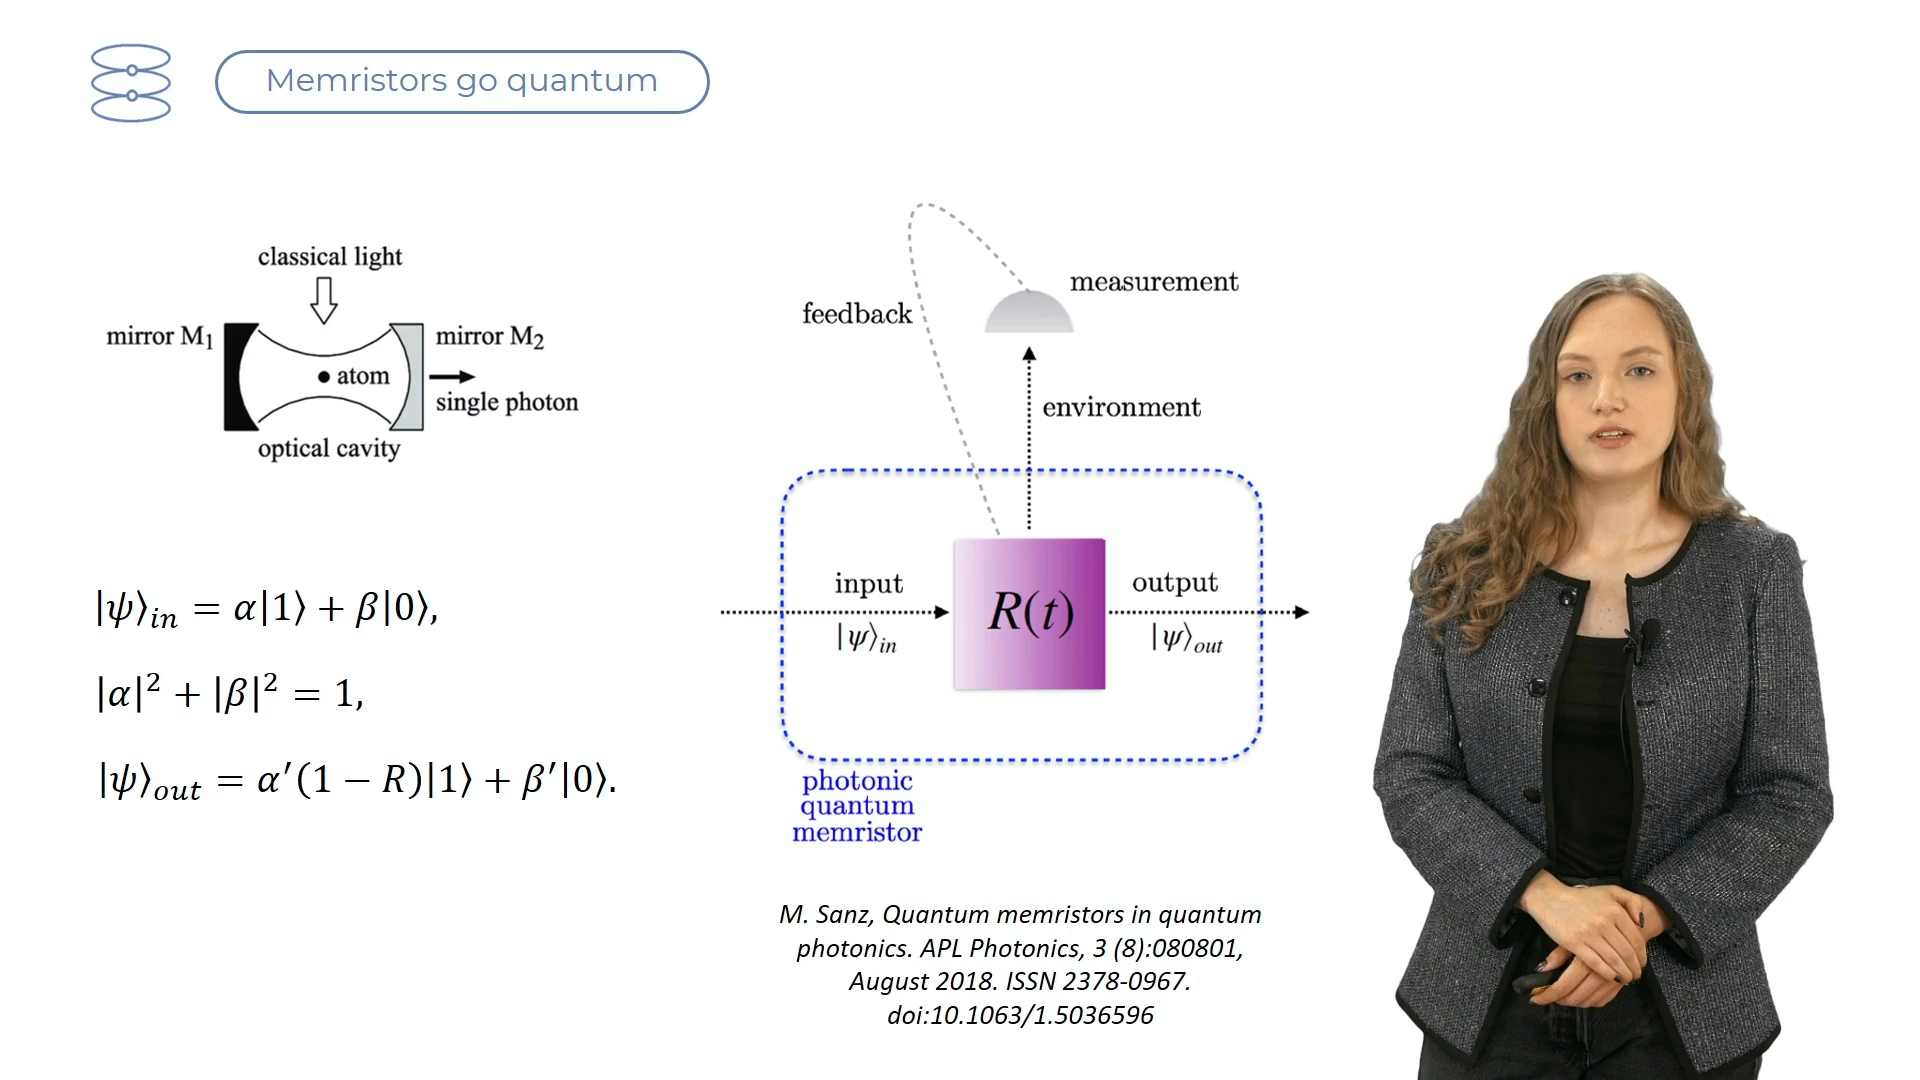 Memristors go quantum
classical light
mirror M₁
mirror M₂
atom
single photon
optical cavity
|ψ⟩ᵢₙ = α|1⟩ + β|0⟩,
|α|² + |β|² = 1,
|ψ⟩ₒᵤₜ = α′(1 − R)|1⟩ + β′|0⟩.
measurement
feedback
environment
input
|ψ⟩ᵢₙ
R(t)
output
|ψ⟩ₒᵤₜ
photonic
quantum
memristor
M. Sanz, Quantum memristors in quantum
photonics. APL Photonics, 3 (8):080801,
August 2018. ISSN 2378-0967.
doi:10.1063/1.5036596